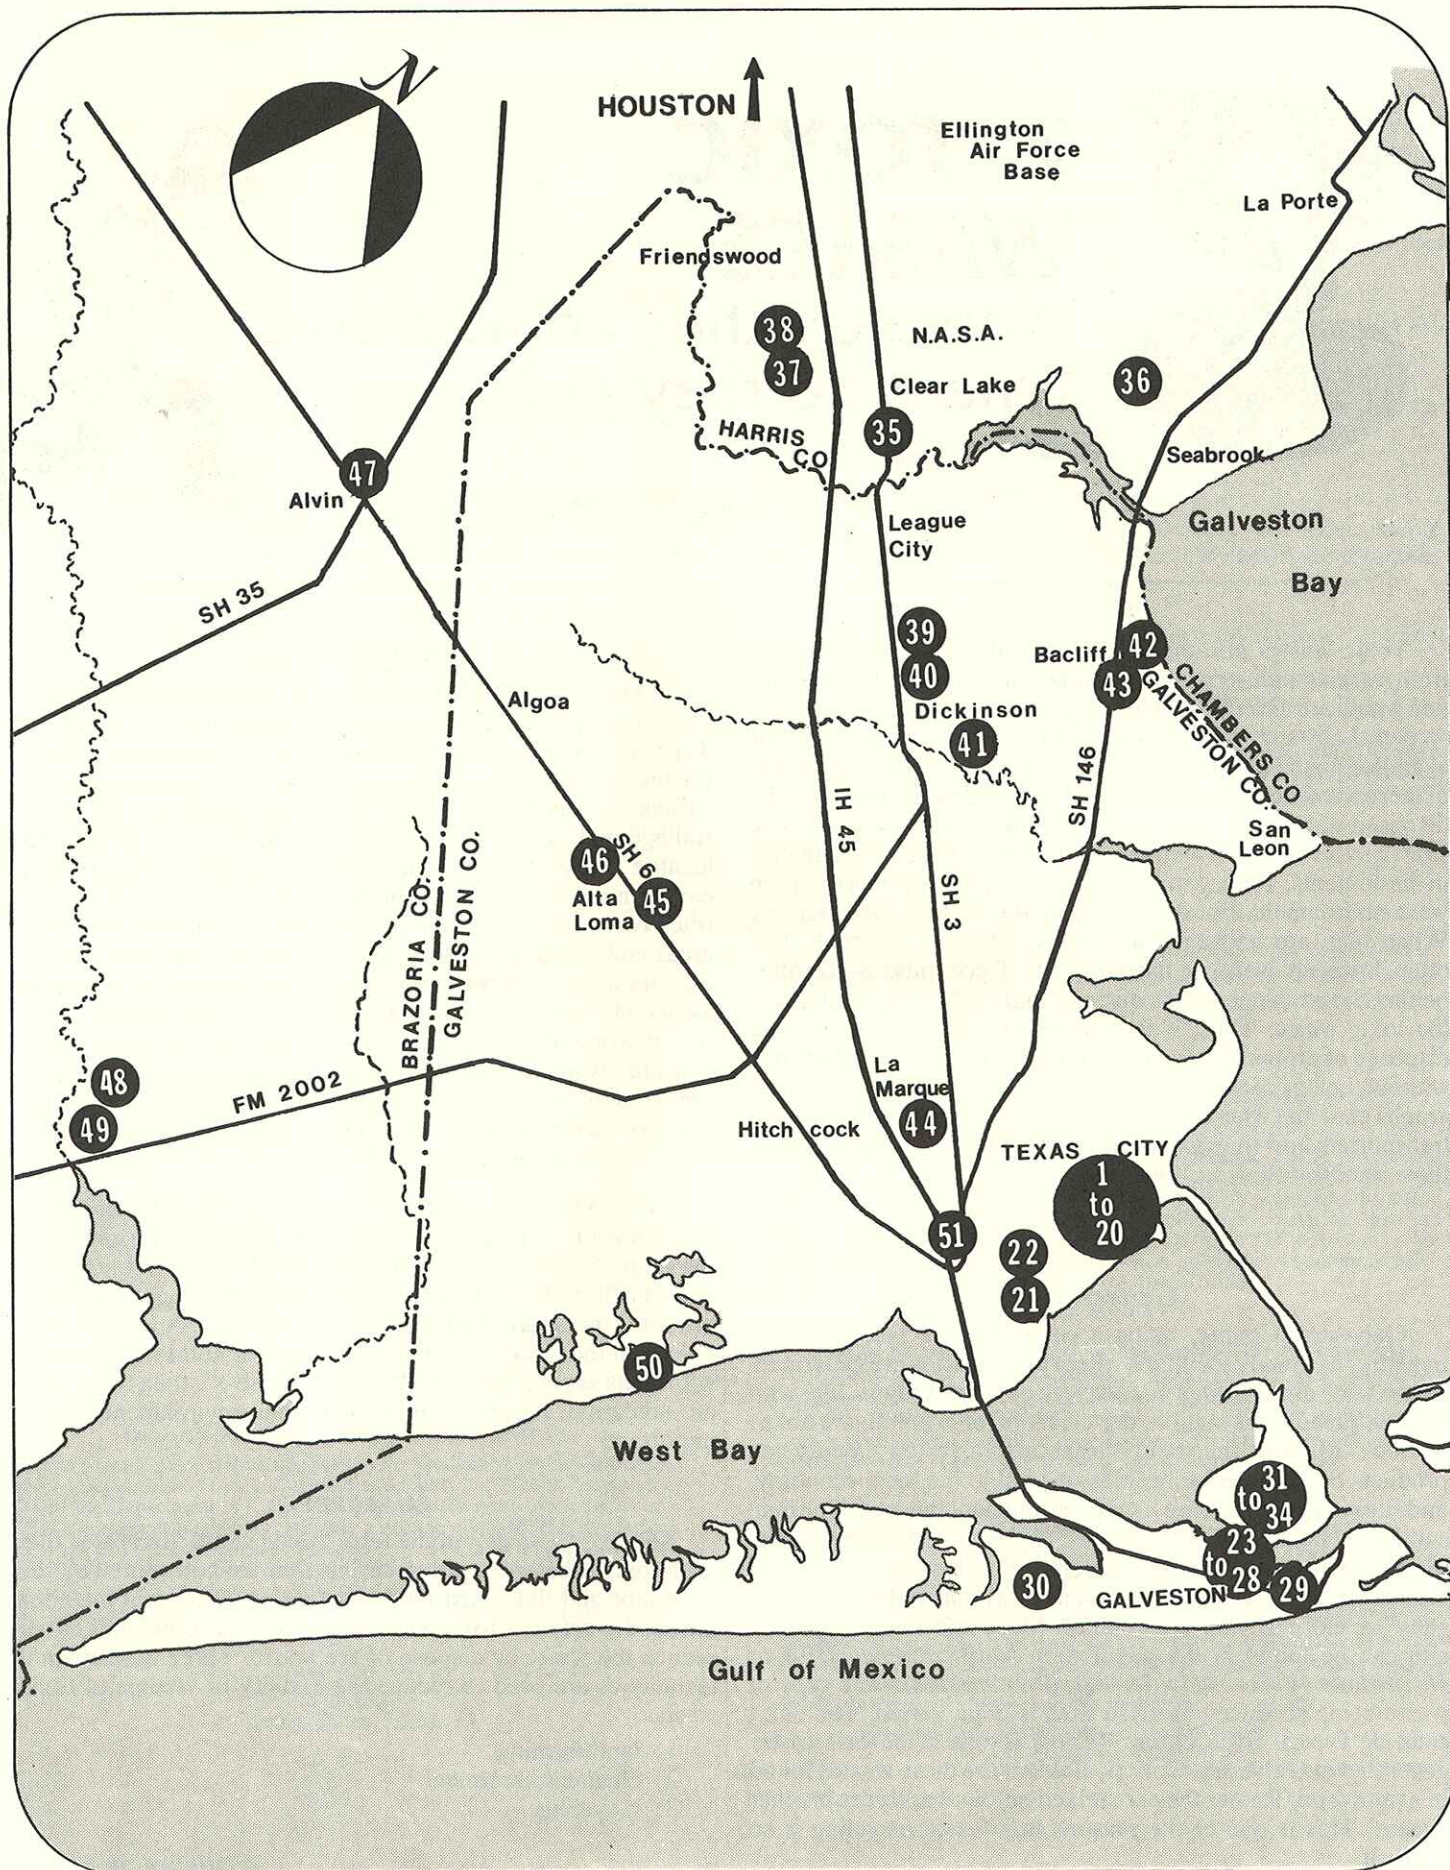 N
HOUSTON
Ellington
Air Force
Base
La Porte
Friendswood
38
37
N.A.S.A.
36
Clear Lake
35
HARRIS
CO
Seabrook
47
Alvin
League
City
Galveston
Bay
SH 35
39
40
Bacliff
42
43
CHAMBERS CO
GALVESTON CO.
Algoa
Dickinson
41
IH 45
SH 146
San
Leon
46
SH 6
45
Alta
Loma
SH 3
BRAZORIA CO.
GALVESTON CO.
48
49
FM 2002
La
Marque
44
Hitch cock
TEXAS CITY
1
to
20
51
22
21
50
West Bay
31
to
34
23
to
28
29
30
GALVESTON
Gulf of Mexico